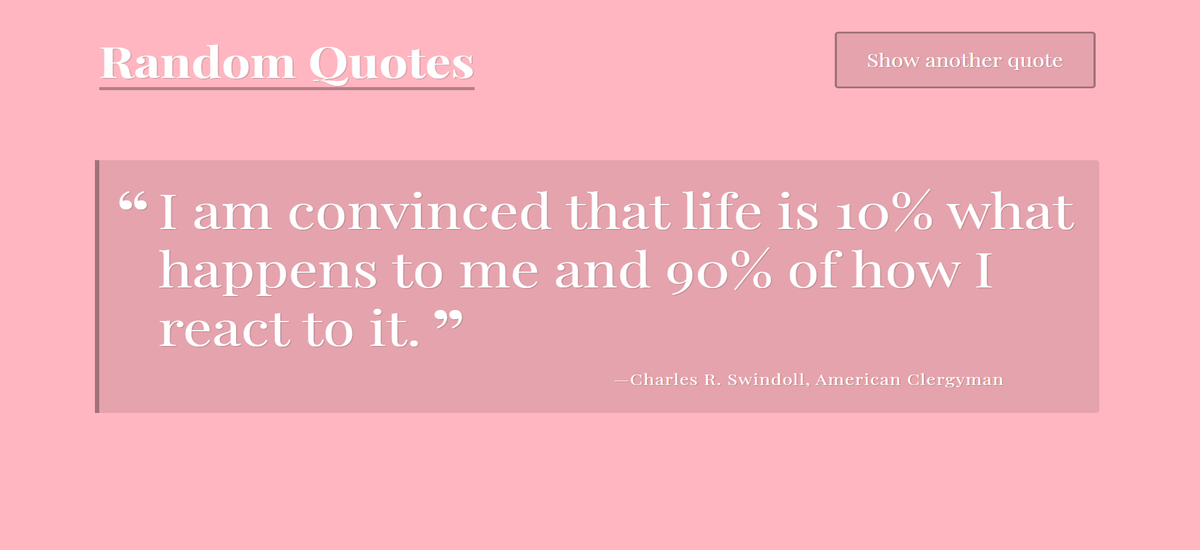 Random Quotes
Show another quote
“ I am convinced that life is 10% what
happens to me and 90% of how I
react to it. ”
—Charles R. Swindoll, American Clergyman